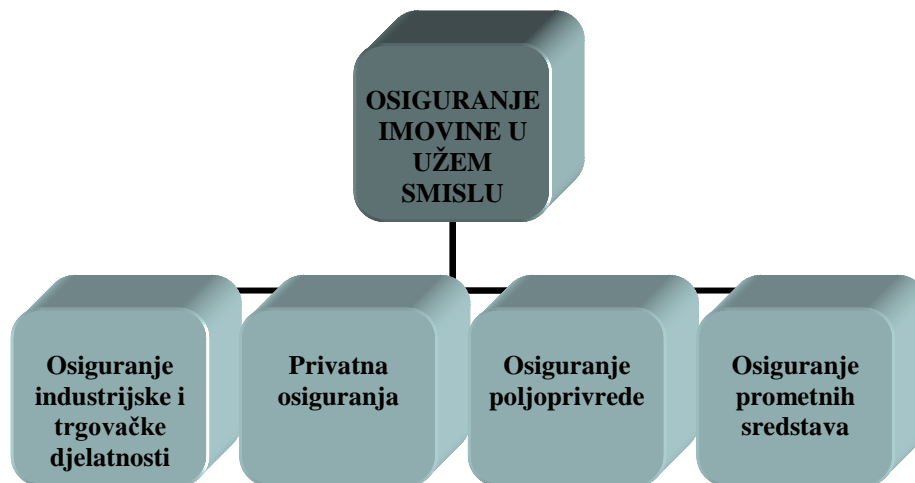 OSIGURANJE
IMOVINE U
UŽEM
SMISLU
Osiguranje
industrijske i
trgovačke
djelatnosti
Privatna
osiguranja
Osiguranje
poljoprivrede
Osiguranje
prometnih
sredstava